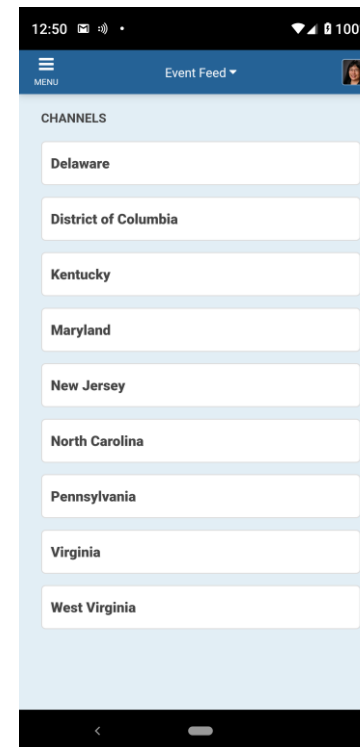 12:50 100
MENU
Event Feed
CHANNELS
Delaware
District of Columbia
Kentucky
Maryland
New Jersey
North Carolina
Pennsylvania
Virginia
West Virginia